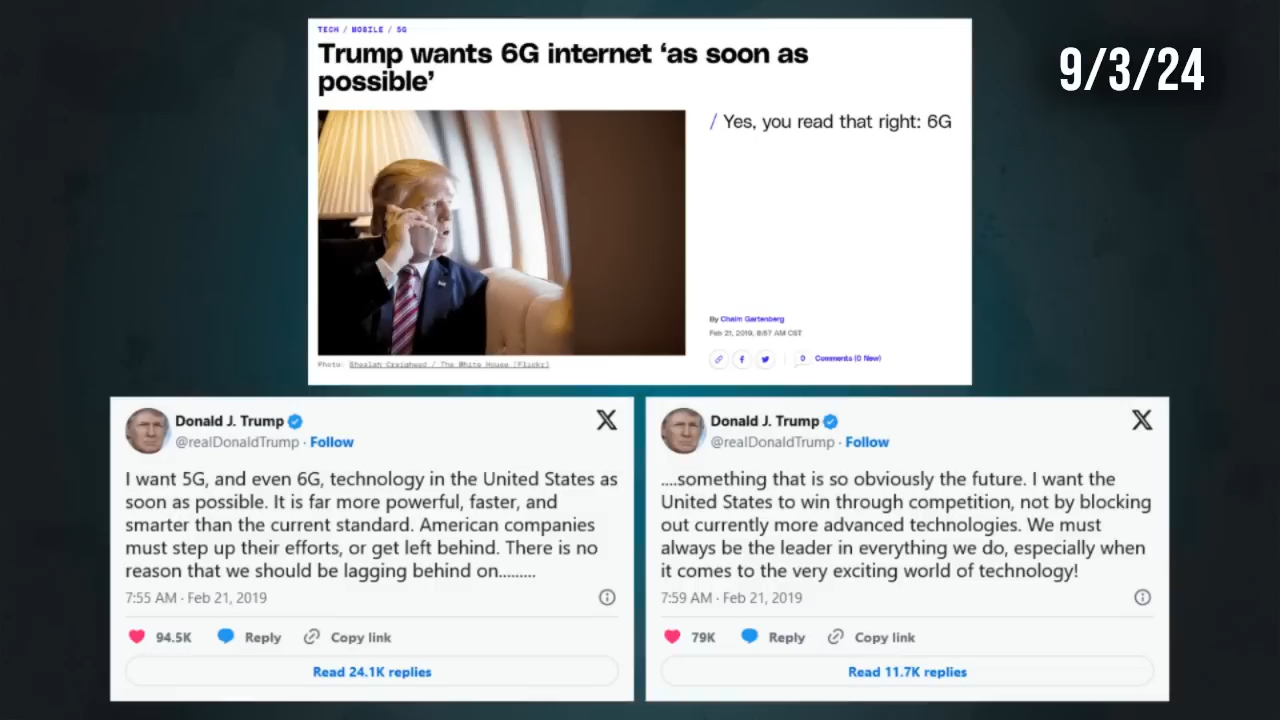 TECH / MOBILE / 5G
Trump wants 6G internet ‘as soon as
possible’
9/3/24
/ Yes, you read that right: 6G
By Chaim Gartenberg
Feb 21, 2019, 8:57 AM CST
0 Comments (0 New)
Photo: Shealah Craighead / The White House [Flickr]
Donald J. Trump
@realDonaldTrump · Follow
I want 5G, and even 6G, technology in the United States as
soon as possible. It is far more powerful, faster, and
smarter than the current standard. American companies
must step up their efforts, or get left behind. There is no
reason that we should be lagging behind on.........
7:55 AM · Feb 21, 2019
94.5K Reply Copy link
Read 24.1K replies
Donald J. Trump
@realDonaldTrump · Follow
....something that is so obviously the future. I want the
United States to win through competition, not by blocking
out currently more advanced technologies. We must
always be the leader in everything we do, especially when
it comes to the very exciting world of technology!
7:59 AM · Feb 21, 2019
79K Reply Copy link
Read 11.7K replies